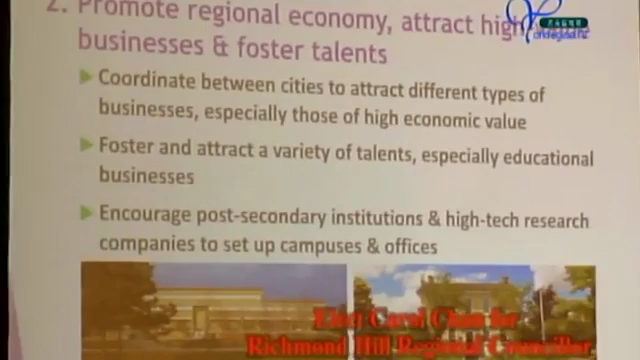 2. Promote regional economy, attract high
businesses & foster talents
Coordinate between cities to attract different types of
businesses, especially those of high economic value
Foster and attract a variety of talents, especially educational
businesses
Encourage post-secondary institutions & high-tech research
companies to set up campuses & offices
Elect Carol Chan for
Richmond Hill Regional Councillor